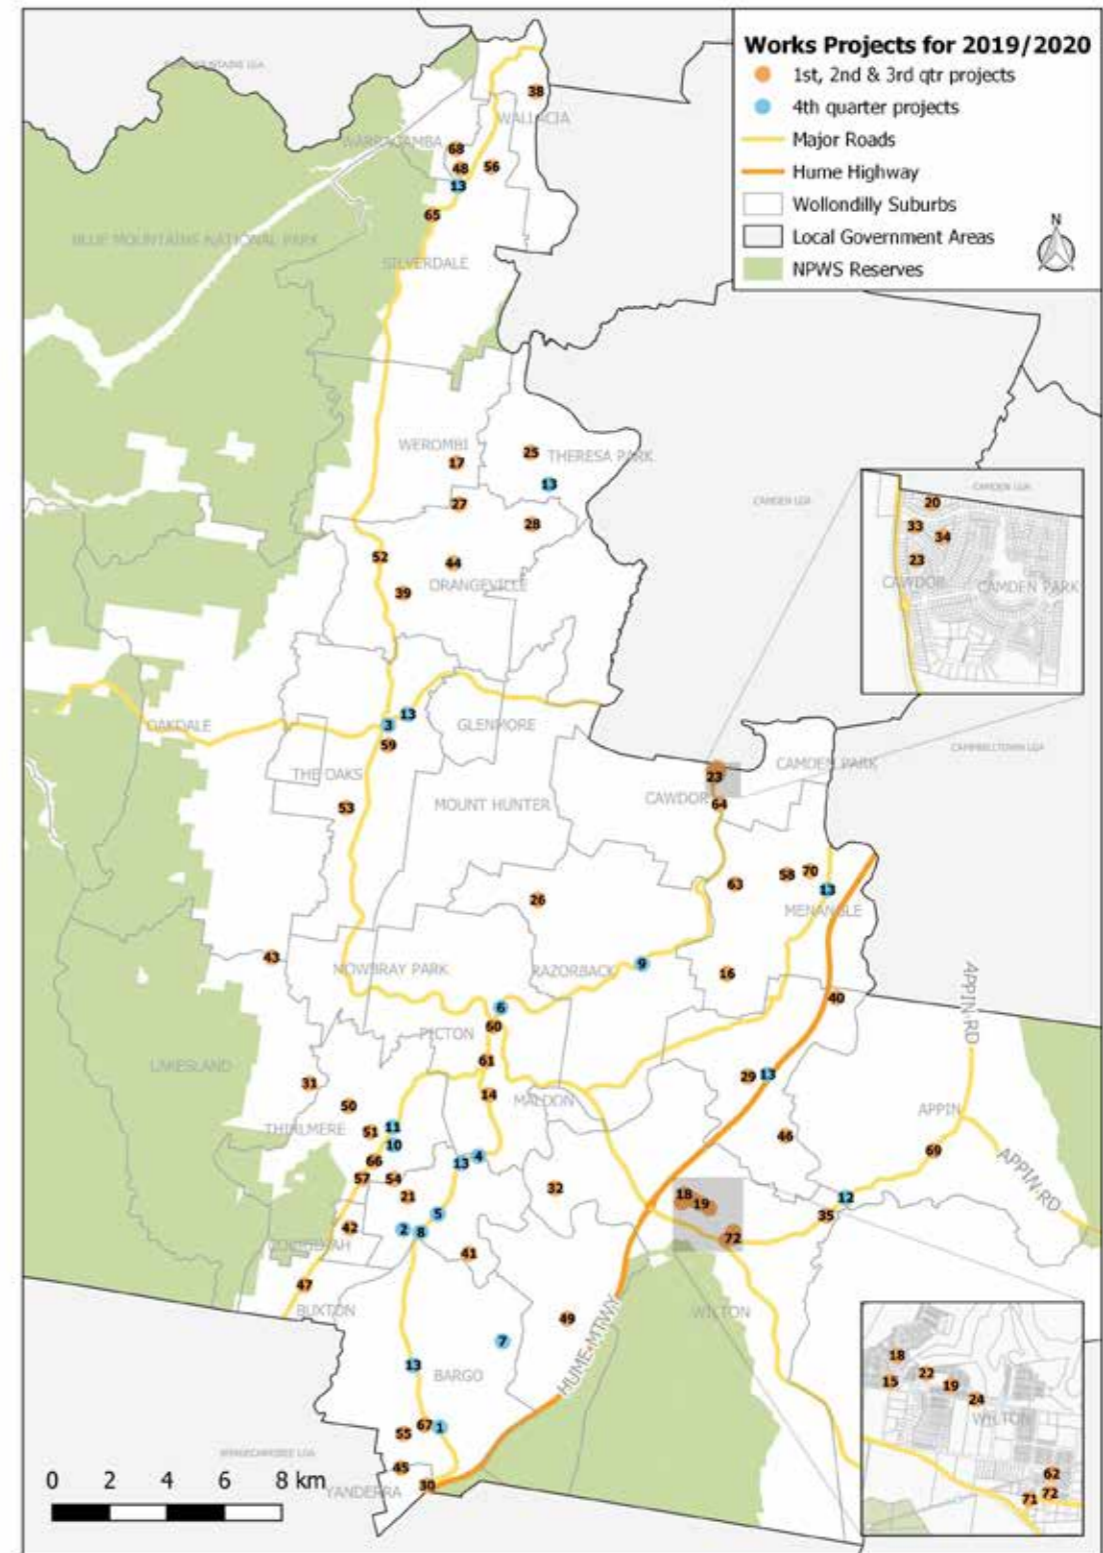 Works Projects for 2019/2020
1st, 2nd & 3rd qtr projects
4th quarter projects
Major Roads
Hume Highway
Wollondilly Suburbs
Local Government Areas
NPWS Reserves
N
38
WALLACIA
WARRAGAMBA
68
48
56
13
65
BLUE MOUNTAINS NATIONAL PARK
SILVERDALE
WEROMBI
25
THERESA PARK
17
13
27
28
CAMDEN LGA
52
44
ORANGEVILLE
39
CAMDEN LGA
20
33
34
23
CAWDOR
CAMDEN PARK
OAKDALE
3
13
GLENMORE
59
THE OAKS
CAMPBELLTOWN LGA
CAMDEN PARK
23
MOUNT HUNTER
CAWDOR
64
53
63
58
70
13
26
MENANGLE
43
NOWBRAY PARK
RAZORBACK
9
16
40
6
60
PICTON
APPIN RD
61
LAKESLAND
31
14
MALDON
29
13
50
APPIN
THIRLMERE
51
11
10
46
69
66
13
4
APPIN RD
57
54
21
32
18
19
12
35
5
42
2
8
72
41
47
BUXTON
49
WILTON
7
HUME MTWY
13
BARGO
67
1
55
45
30
YANDERRA
0 2 4 6 8 km
18
22
15
19
24
WILTON
62
72
71